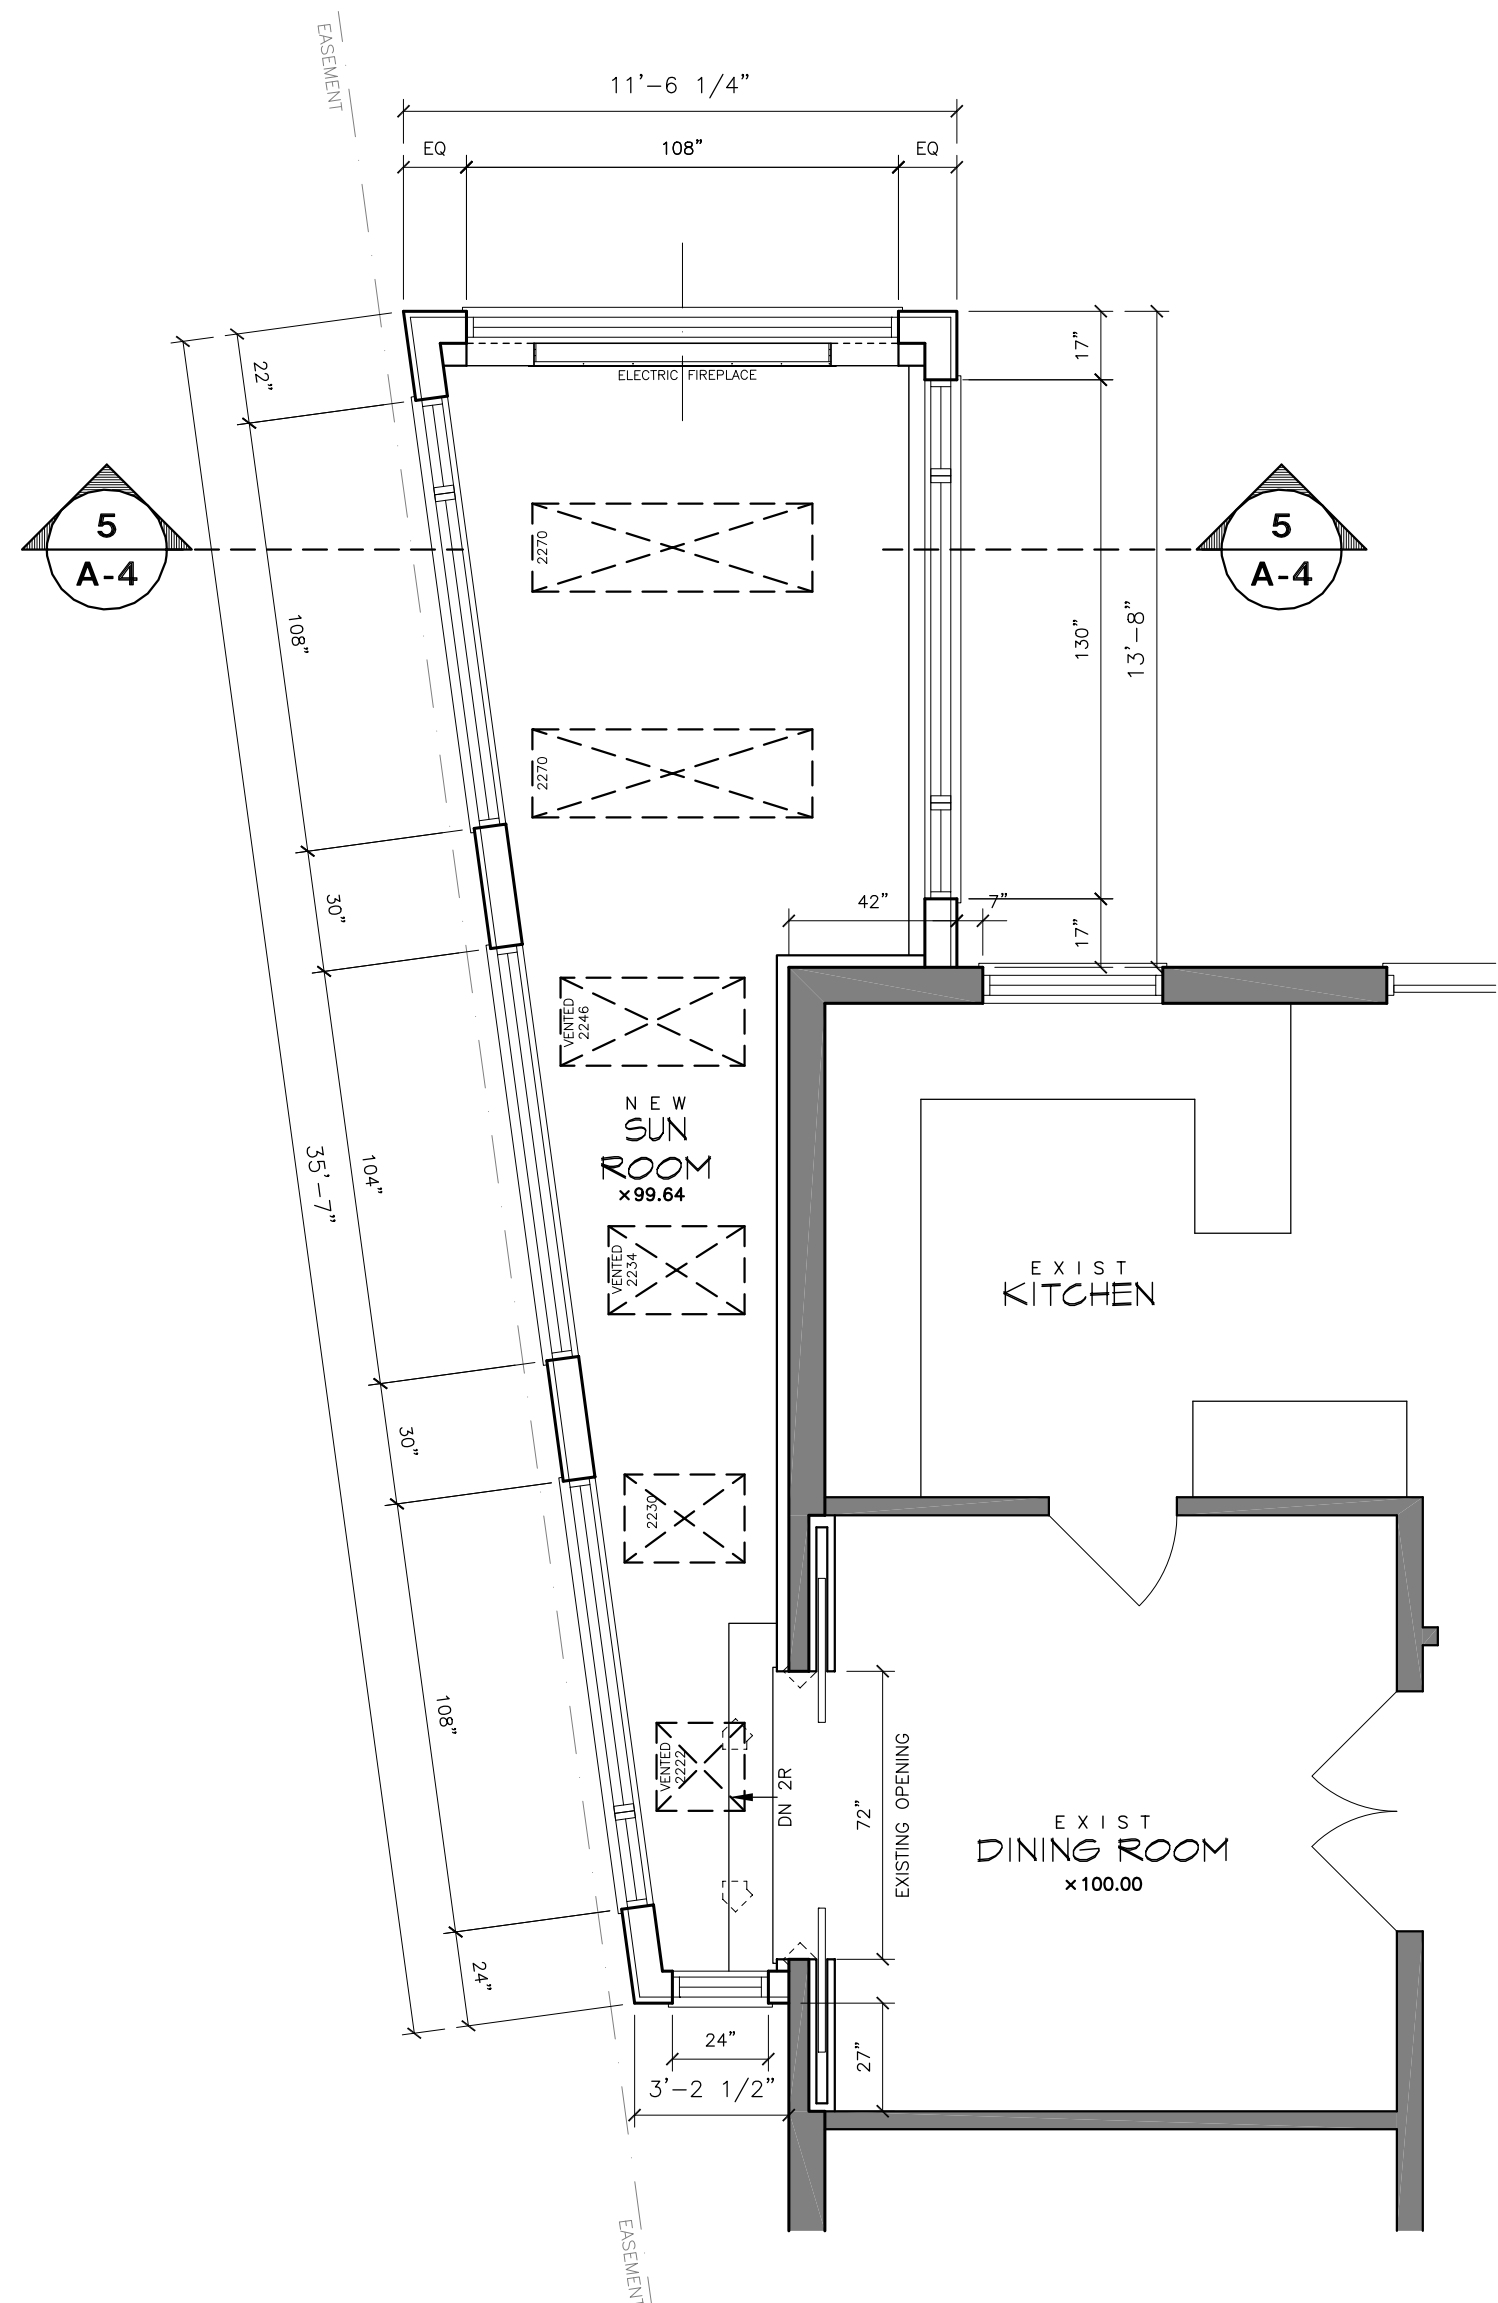 EASEMENT
11'-6 1/4"
EQ
108"
EQ
22"
17"
ELECTRIC FIREPLACE
5
A-4
2270
5
A-4
108"
130"
13'-8"
2270
30"
42"
7"
17"
VENTED
2246
NEW
SUN
ROOM
×99.64
35'-7"
104"
VENTED
2234
EXIST
KITCHEN
30"
2230
108"
VENTED
2222
DN 2R
72"
EXISTING OPENING
EXIST
DINING ROOM
×100.00
24"
24"
3'-2 1/2"
27"
EASEMENT